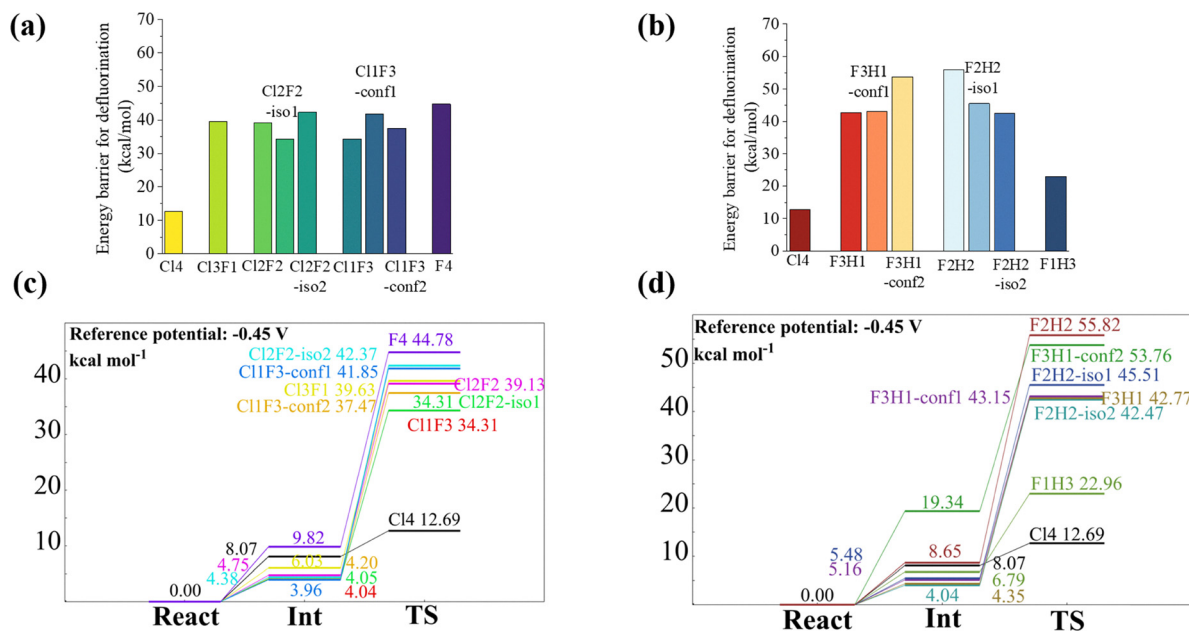 (a)
Energy barrier for defluorination
(kcal/mol)
70
60
50
40
30
20
10
0
Cl2F2
-iso1
Cl1F3
-conf1
Cl4
Cl3F1
Cl2F2
Cl2F2
-iso2
Cl1F3
Cl1F3
-conf2
F4
(b)
Energy barrier for defluorination
(kcal/mol)
70
60
50
40
30
20
10
0
F3H1
-conf1
F2H2
-iso1
Cl4
F3H1
F3H1
-conf2
F2H2
F2H2
-iso2
F1H3
(c)
Reference potential: -0.45 V
kcal mol-1
40
30
20
10
F4 44.78
Cl2F2-iso2 42.37
Cl1F3-conf1 41.85
Cl3F1 39.63
Cl2F2 39.13
Cl1F3-conf2 37.47
34.31 Cl2F2-iso1
Cl1F3 34.31
Cl4 12.69
9.82
8.07
6.03
4.75
4.20
4.38
4.05
3.96
4.04
0.00
React
Int
TS
(d)
Reference potential: -0.45 V
kcal mol-1
50
40
30
20
10
F2H2 55.82
F3H1-conf2 53.76
F2H2-iso1 45.51
F3H1-conf1 43.15
F3H1 42.77
F2H2-iso2 42.47
F1H3 22.96
Cl4 12.69
19.34
8.65
5.48
8.07
5.16
6.79
4.04
4.35
0.00
React
Int
TS